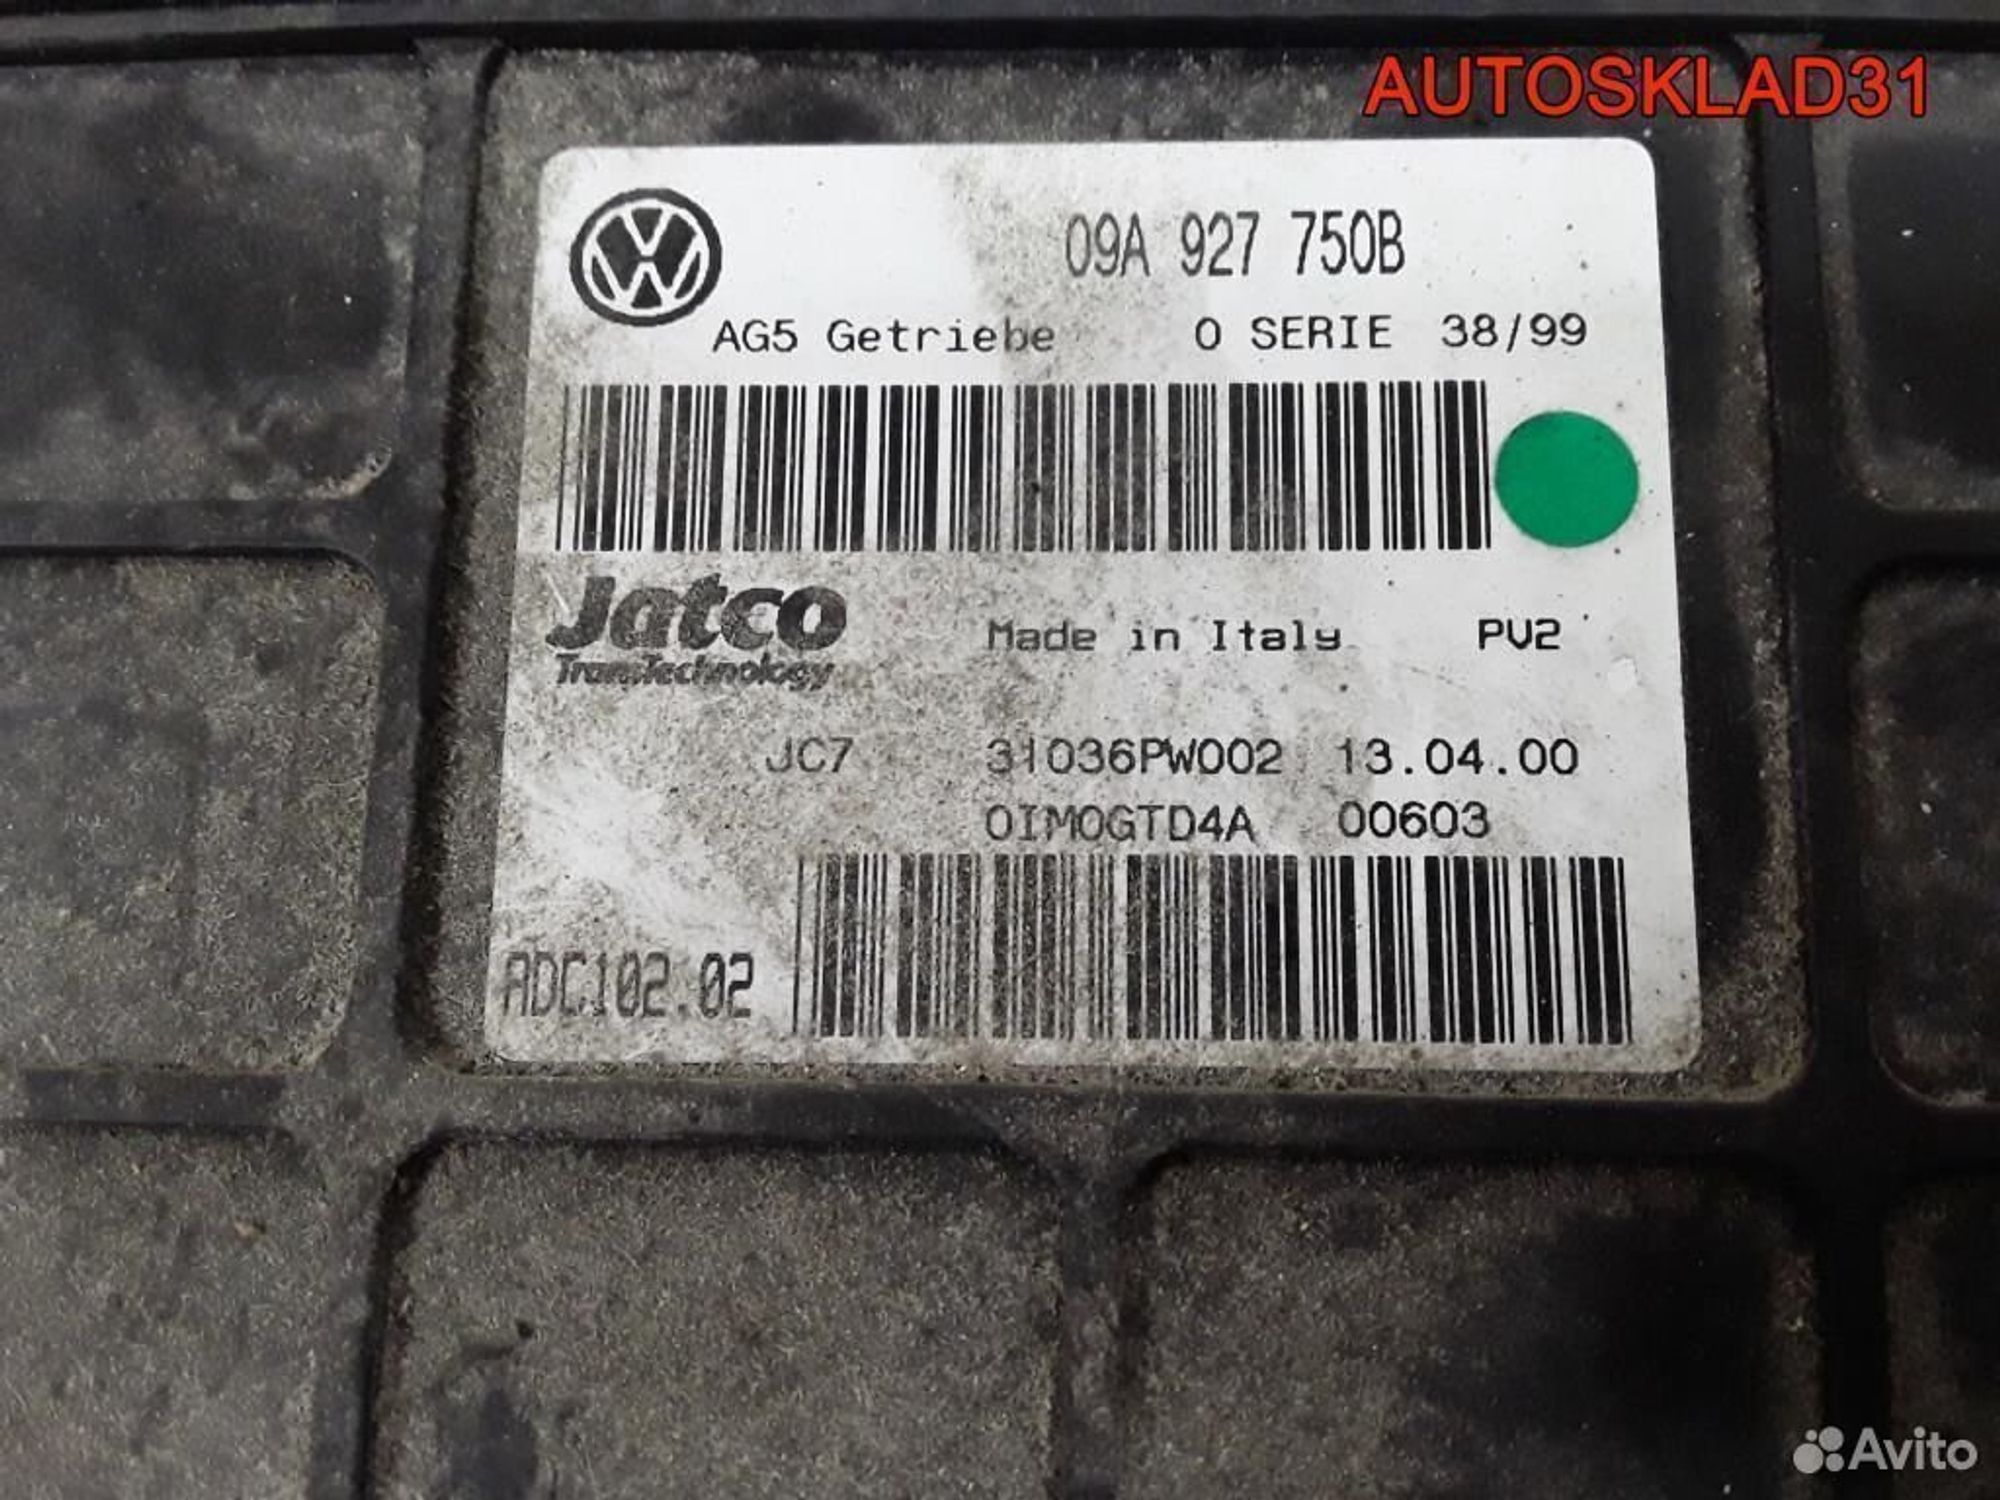 AUTOSKLAD31
09A 927 750B
AG5 Getriebe 0 SERIE 38/99
Jatco
TransTechnology
Made in Italy PV2
JC7 31036PW002 13.04.00
0IM0GTD4A 00603
ADC102.02
Avito